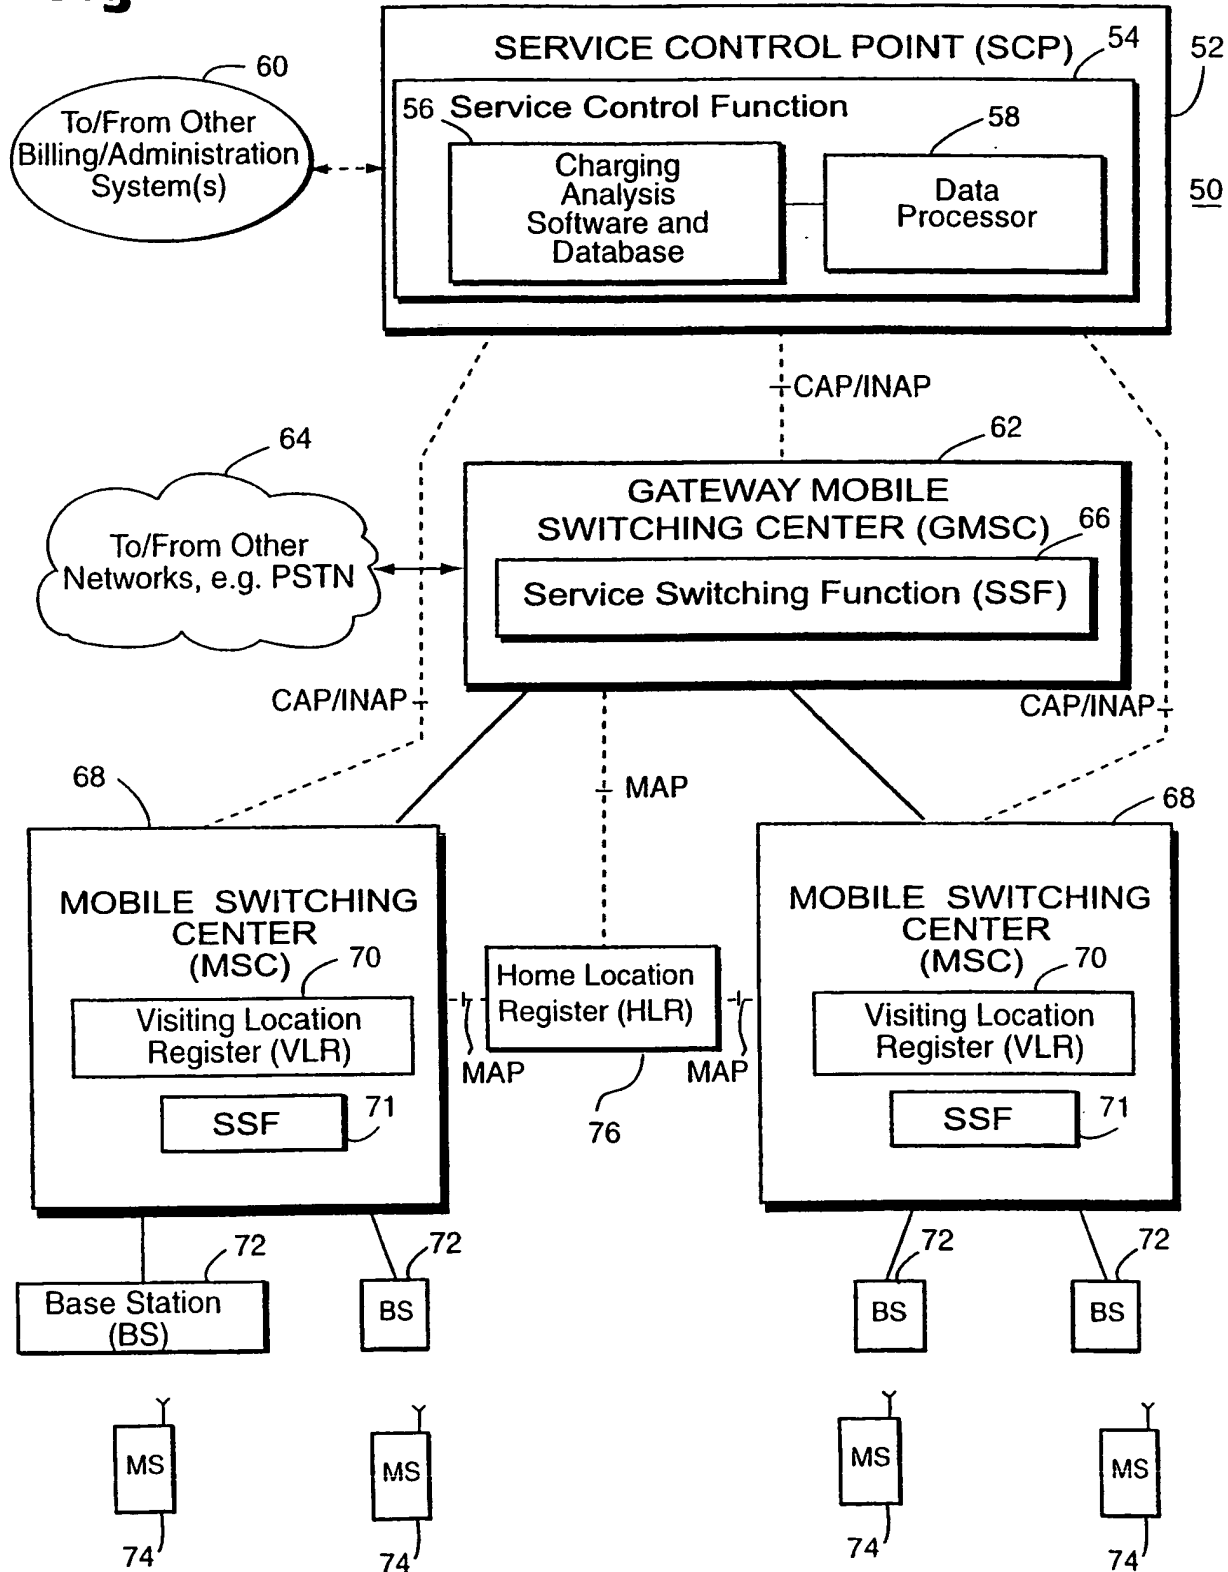 SERVICE CONTROL POINT (SCP)
54
52
60
To/From Other
Billing/Administration
System(s)
56
Service Control Function
58
Charging
Analysis
Software and
Database
Data
Processor
50
CAP/INAP
64
62
To/From Other
Networks, e.g. PSTN
GATEWAY MOBILE
SWITCHING CENTER (GMSC)
66
Service Switching Function (SSF)
CAP/INAP
CAP/INAP
68
MAP
68
MOBILE SWITCHING
CENTER
(MSC)
70
Visiting Location
Register (VLR)
SSF
71
Home Location
Register (HLR)
MAP
MAP
76
MOBILE SWITCHING
CENTER
(MSC)
70
Visiting Location
Register (VLR)
SSF
71
72
72
72
72
Base Station
(BS)
BS
BS
BS
MS
MS
MS
MS
74
74
74
74